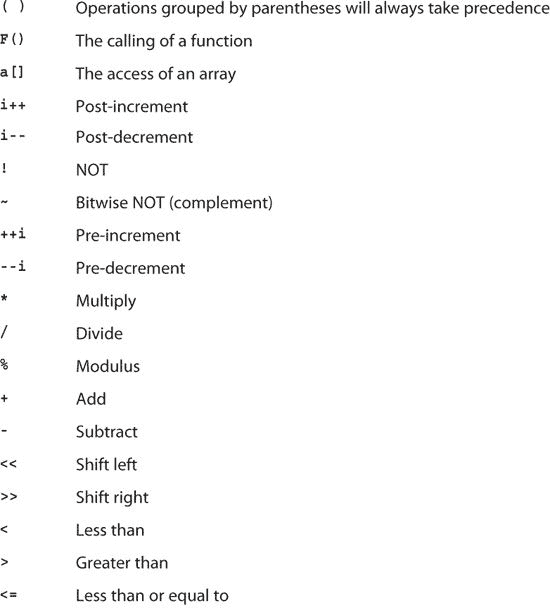 ( ) Operations grouped by parentheses will always take precedence
F() The calling of a function
a[] The access of an array
i++ Post-increment
i-- Post-decrement
! NOT
~ Bitwise NOT (complement)
++i Pre-increment
--i Pre-decrement
* Multiply
/ Divide
% Modulus
+ Add
- Subtract
<< Shift left
>> Shift right
< Less than
> Greater than
<= Less than or equal to